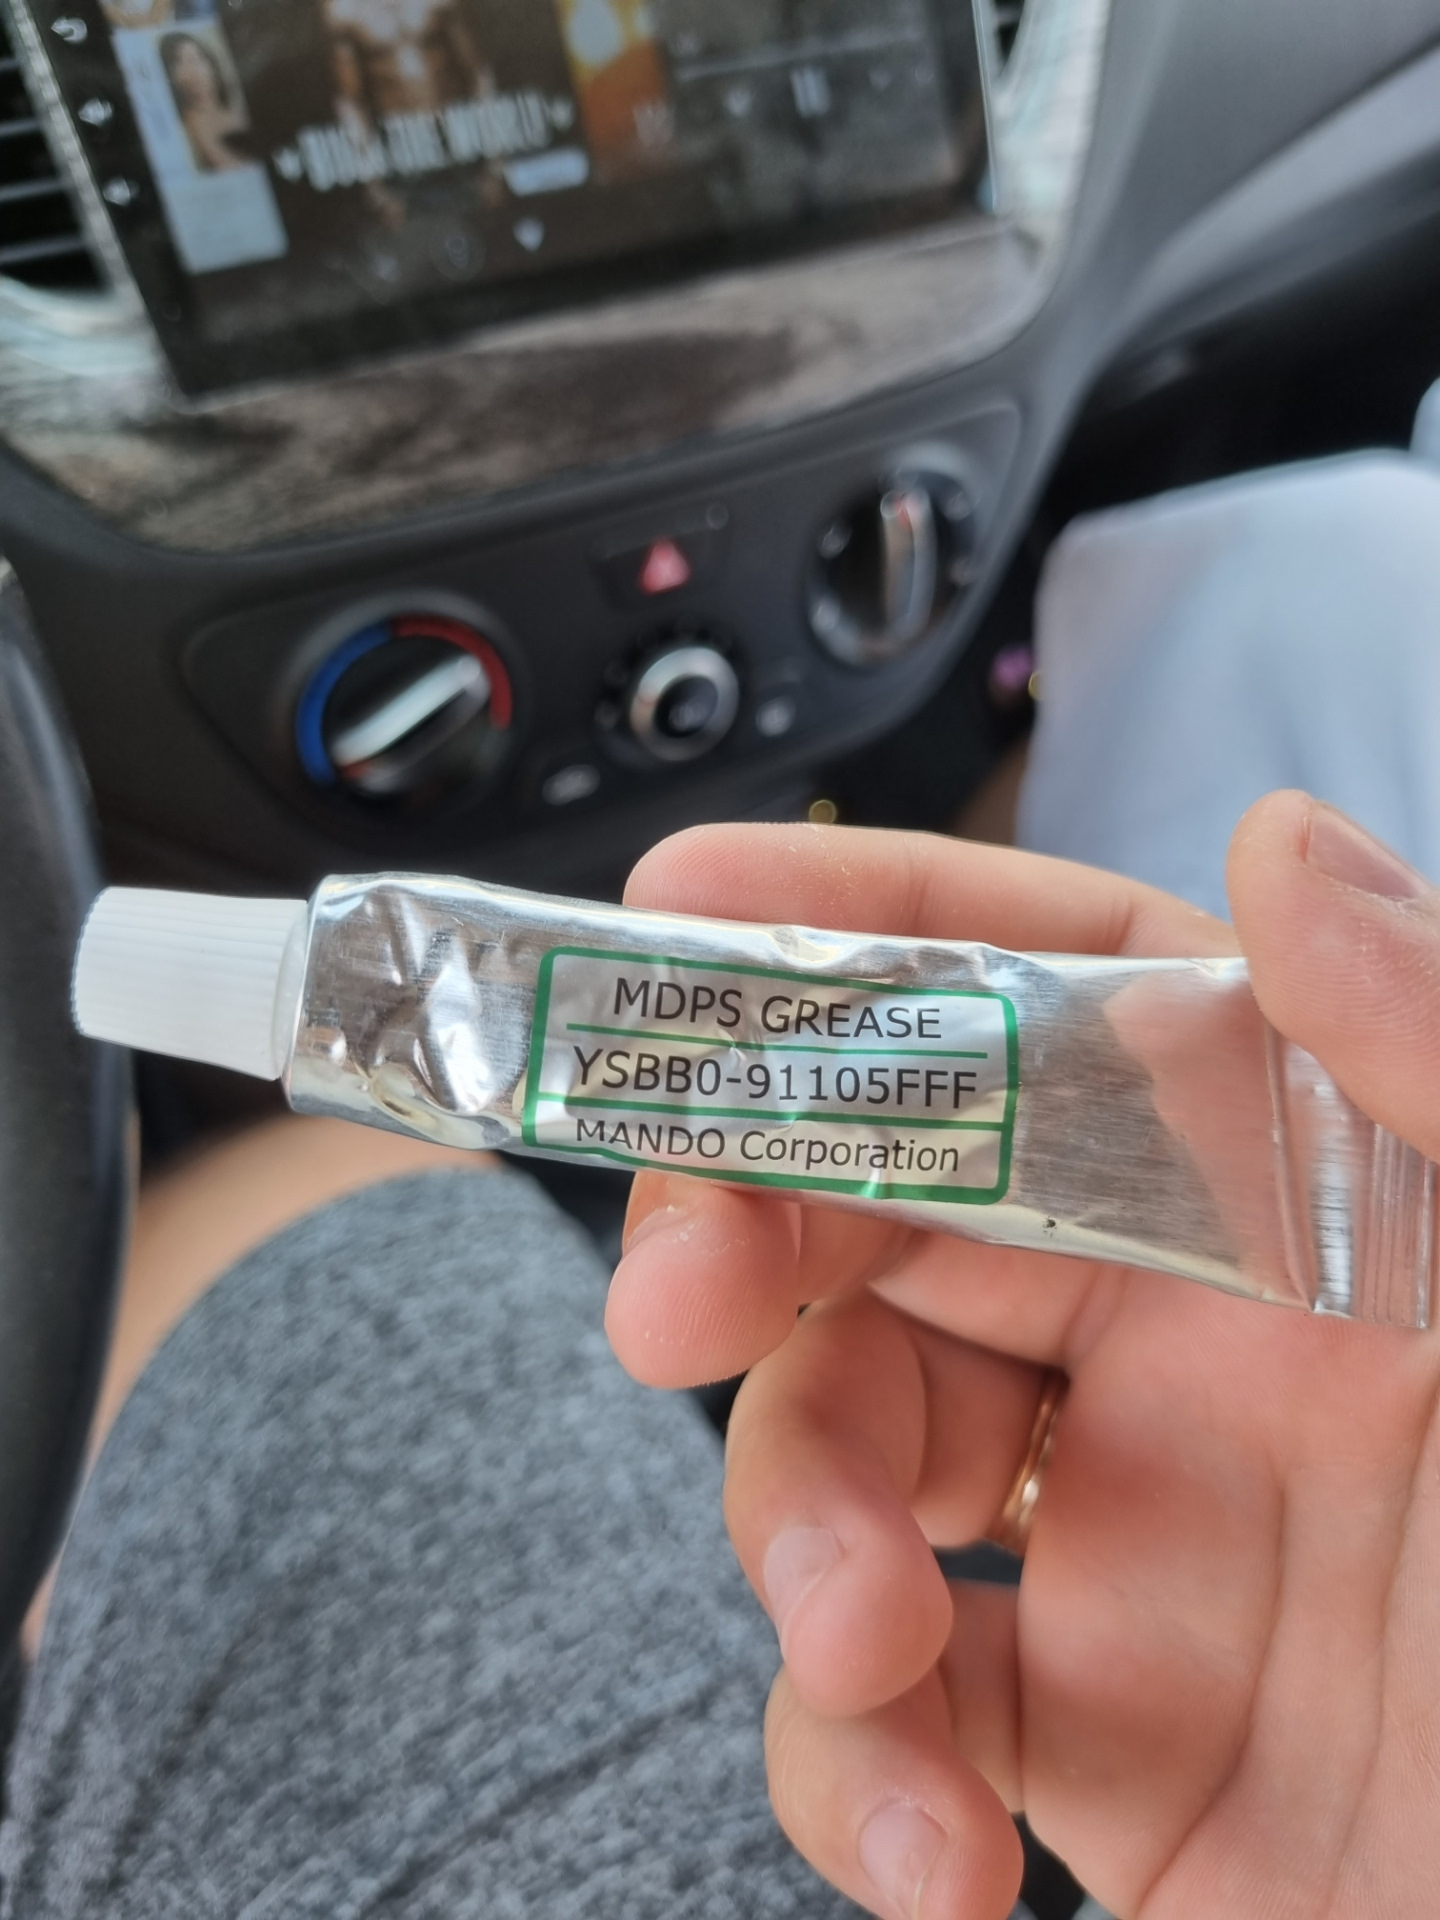 MDPS GREASE
YSBB0-91105FFF
MANDO Corporation